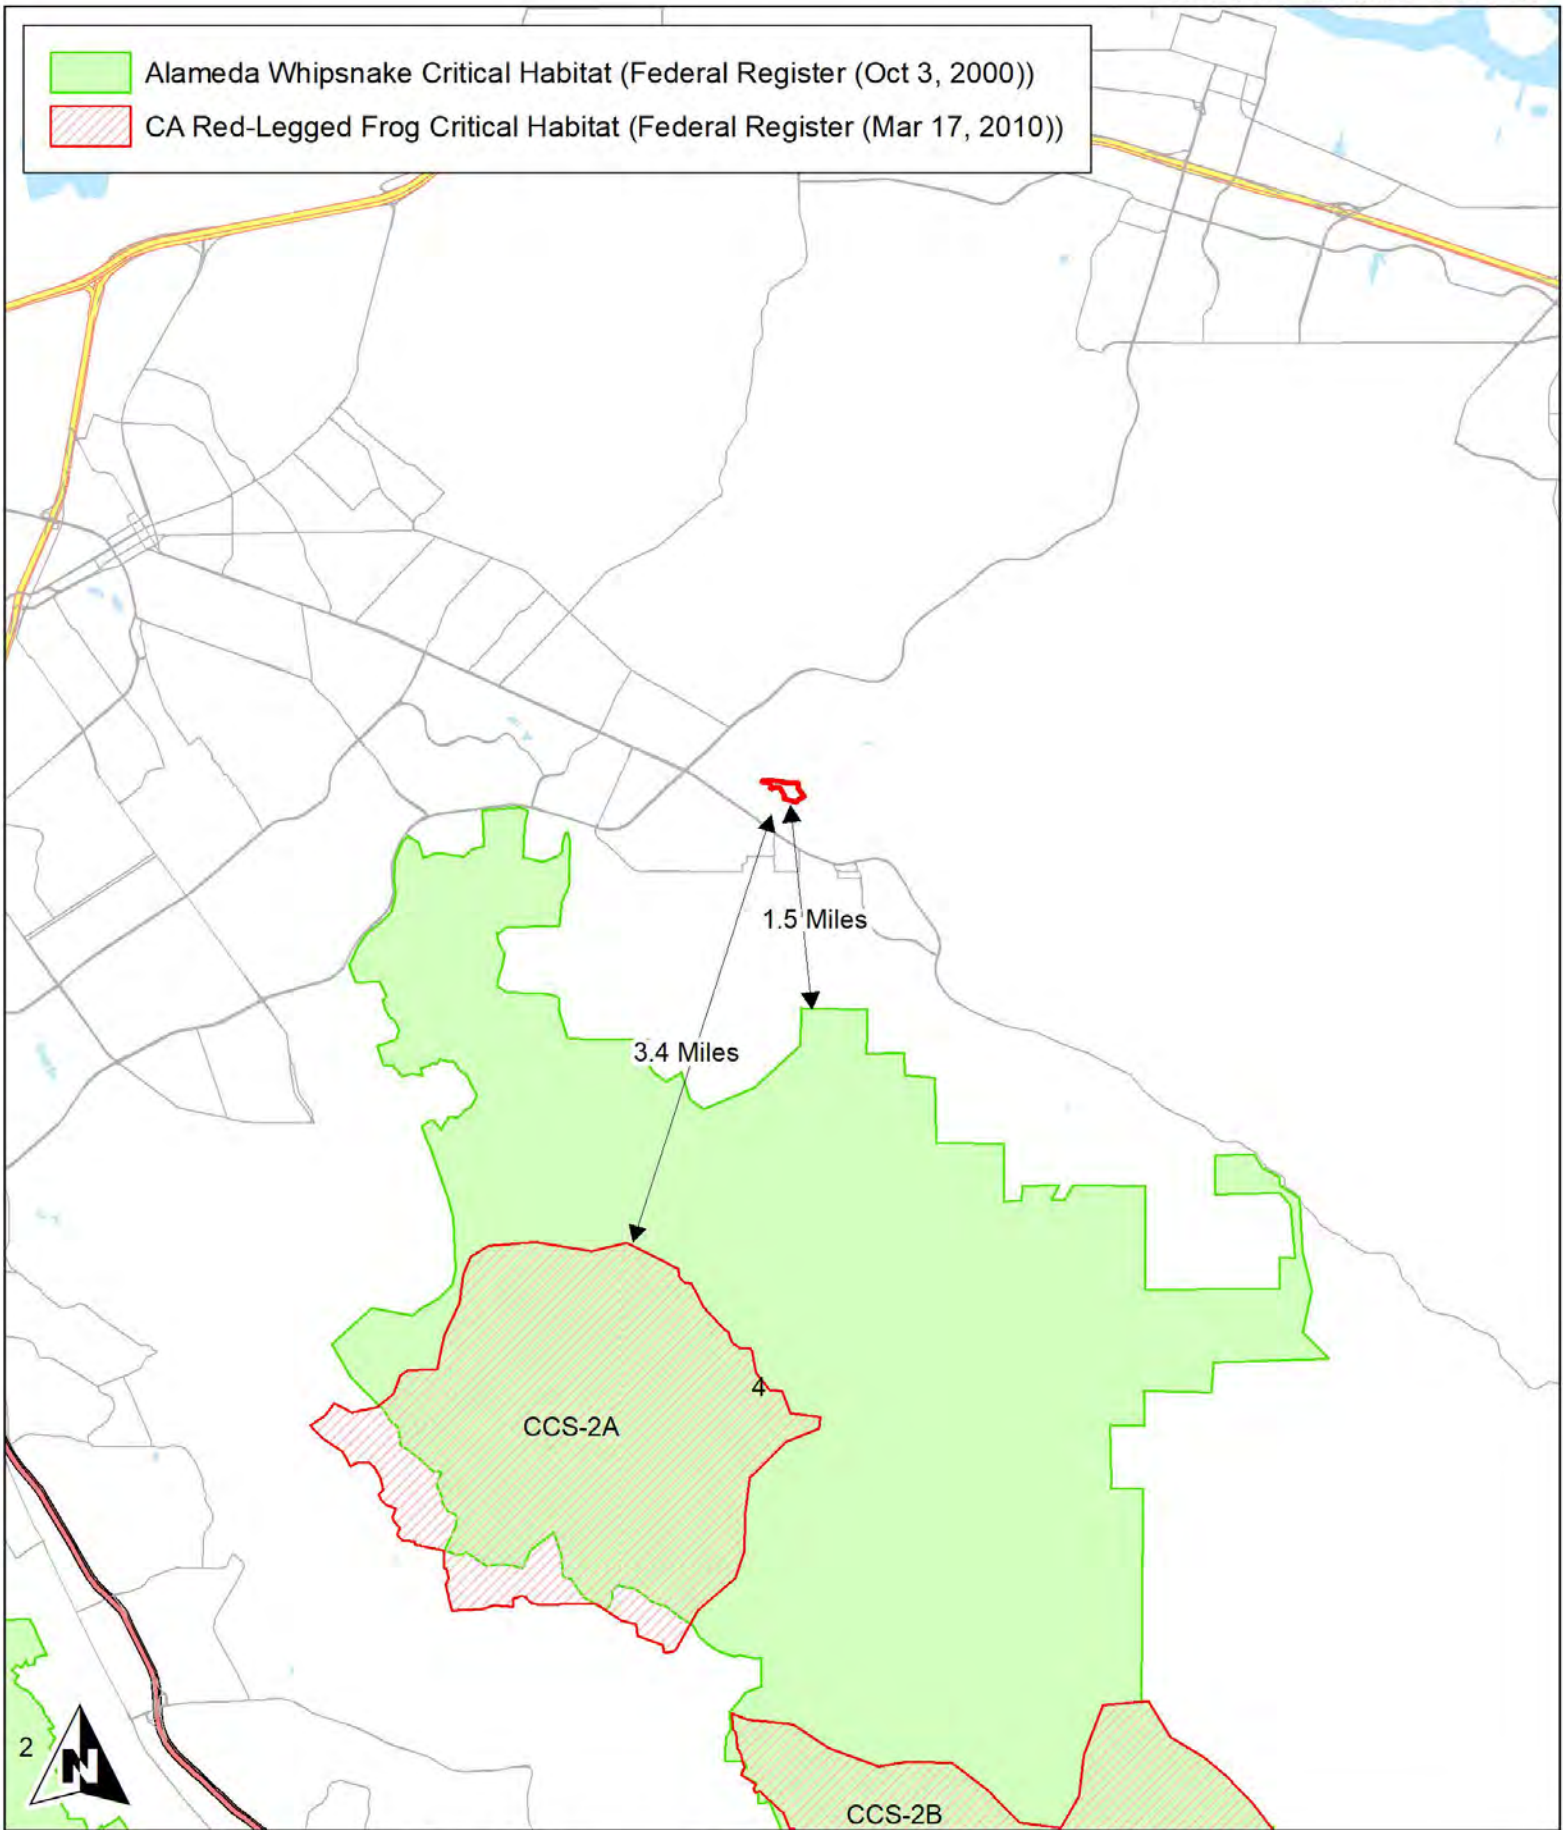 Alameda Whipsnake Critical Habitat (Federal Register (Oct 3, 2000))
CA Red-Legged Frog Critical Habitat (Federal Register (Mar 17, 2010))
1.5 Miles
3.4 Miles
4
CCS-2A
2
N
CCS-2B